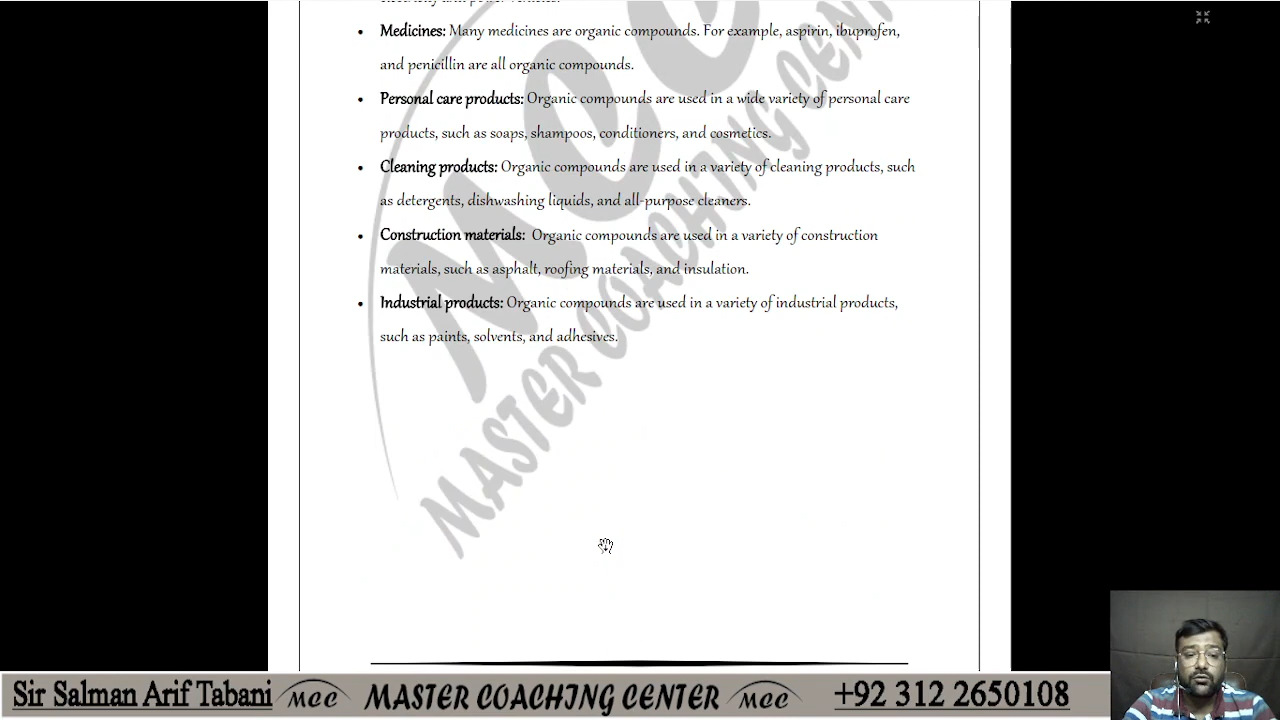 Medicines: Many medicines are organic compounds. For example, aspirin, ibuprofen,
and penicillin are all organic compounds.
Personal care products: Organic compounds are used in a wide variety of personal care
products, such as soaps, shampoos, conditioners, and cosmetics.
Cleaning products: Organic compounds are used in a variety of cleaning products, such
as detergents, dishwashing liquids, and all-purpose cleaners.
Construction materials: Organic compounds are used in a variety of construction
materials, such as asphalt, roofing materials, and insulation.
Industrial products: Organic compounds are used in a variety of industrial products,
such as paints, solvents, and adhesives.
MCC
MASTER COACHING CEN
Sir Salman Arif Tabani MCC MASTER COACHING CENTER MCC +92 312 2650108